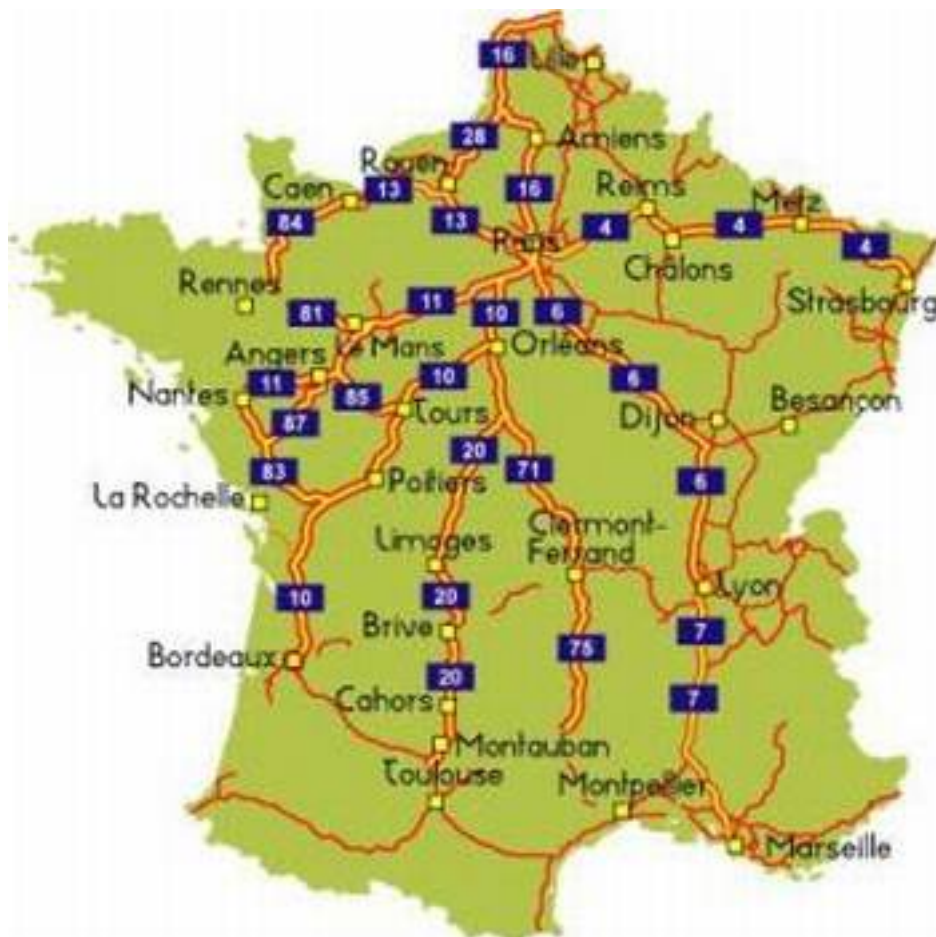 16
Lille
28
Amiens
Rouen
Caen
13
16
Reims
Metz
84
13
4
4
4
Paris
Châlons
Rennes
Strasbourg
81
11
10
6
Le Mans
Orléans
Angers
11
10
6
Nantes
85
Tours
Dijon
Besançon
87
20
83
71
6
Poitiers
La Rochelle
Clermont-
Ferrand
Limoges
Lyon
10
20
7
Brive
75
Bordeaux
20
7
Cahors
Montauban
Toulouse
Montpellier
Marseille